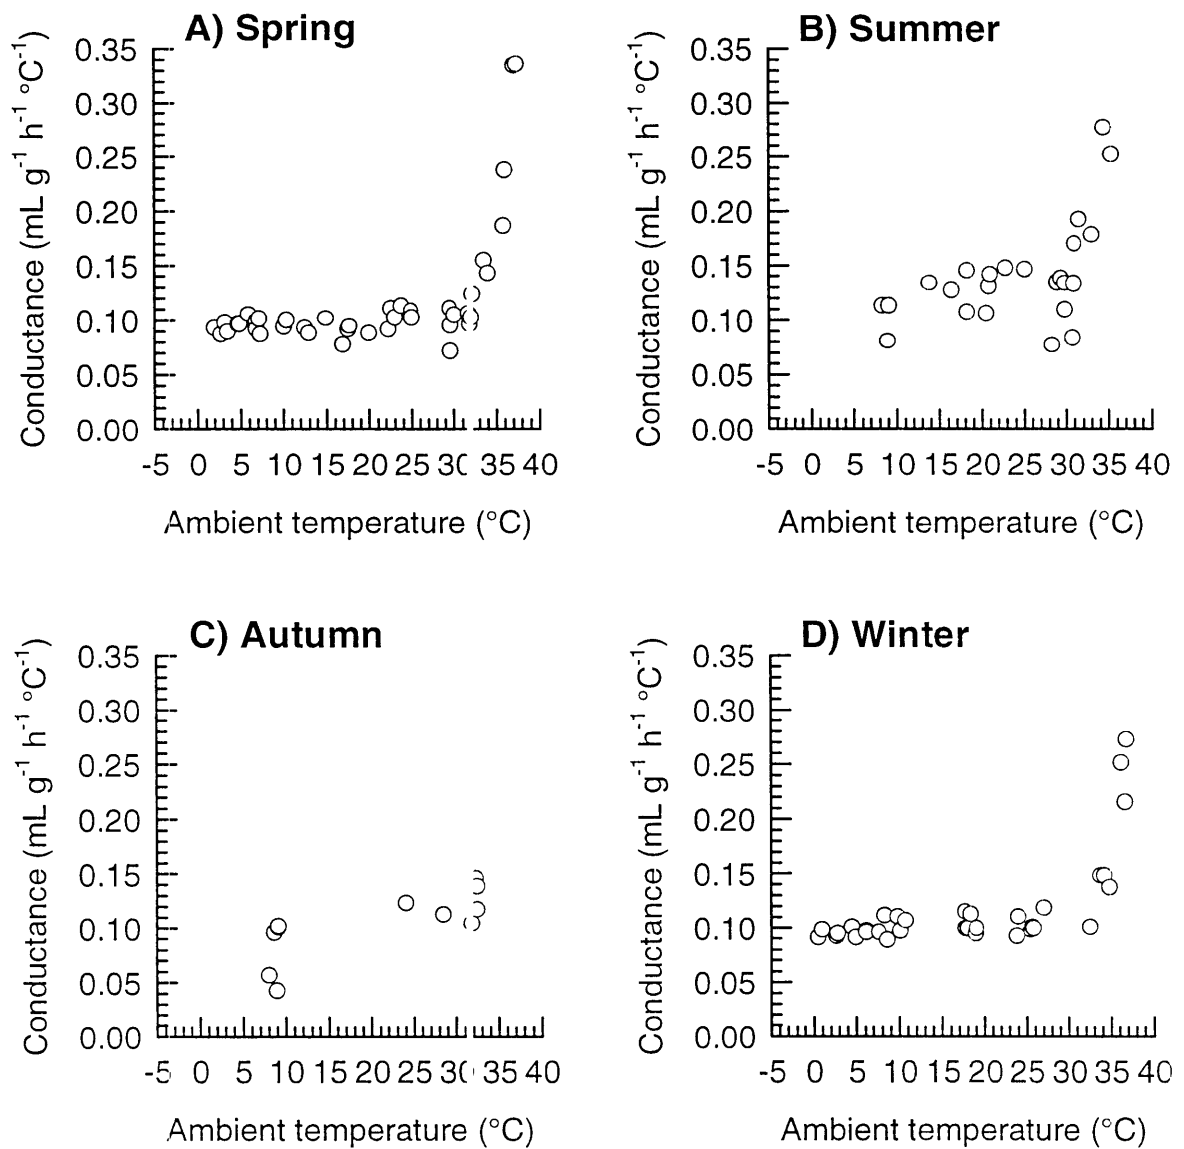 A) Spring
0.35
0.30
0.25
0.20
0.15
0.10
0.05
0.00
Conductance (mL g-1 h-1 °C-1)
-5 0 5 10 15 20 25 30 35 40
Ambient temperature (°C)
B) Summer
0.35
0.30
0.25
0.20
0.15
0.10
0.05
0.00
Conductance (mL g-1 h-1 °C-1)
-5 0 5 10 15 20 25 30 35 40
Ambient temperature (°C)
C) Autumn
0.35
0.30
0.25
0.20
0.15
0.10
0.05
0.00
Conductance (mL g-1 h-1 °C-1)
-5 0 5 10 15 20 25 30 35 40
Ambient temperature (°C)
D) Winter
0.35
0.30
0.25
0.20
0.15
0.10
0.05
0.00
Conductance (mL g-1 h-1 °C-1)
-5 0 5 10 15 20 25 30 35 40
Ambient temperature (°C)